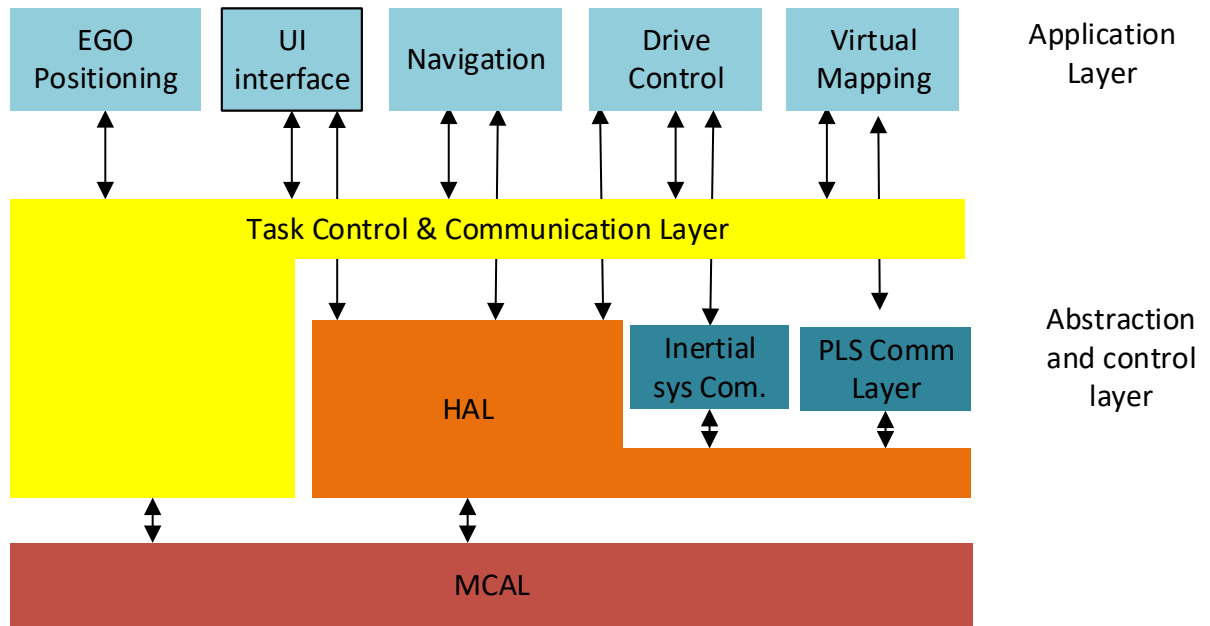 EGO
Positioning
UI
interface
Navigation
Drive
Control
Virtual
Mapping
Application
Layer
Task Control & Communication Layer
Inertial
sys Com.
PLS Comm
Layer
Abstraction
and control
layer
HAL
MCAL